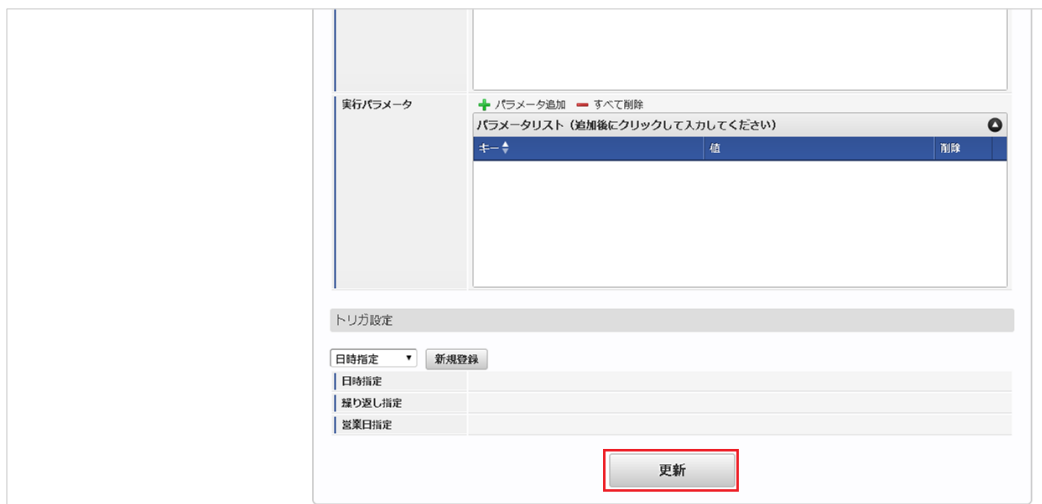 実行パラメータ
パラメータ追加 すべて削除
パラメータリスト（追加後にクリックして入力してください）
キー 値 削除
トリガ設定
日時指定 新規登録
日時指定
繰り返し指定
営業日指定
更新